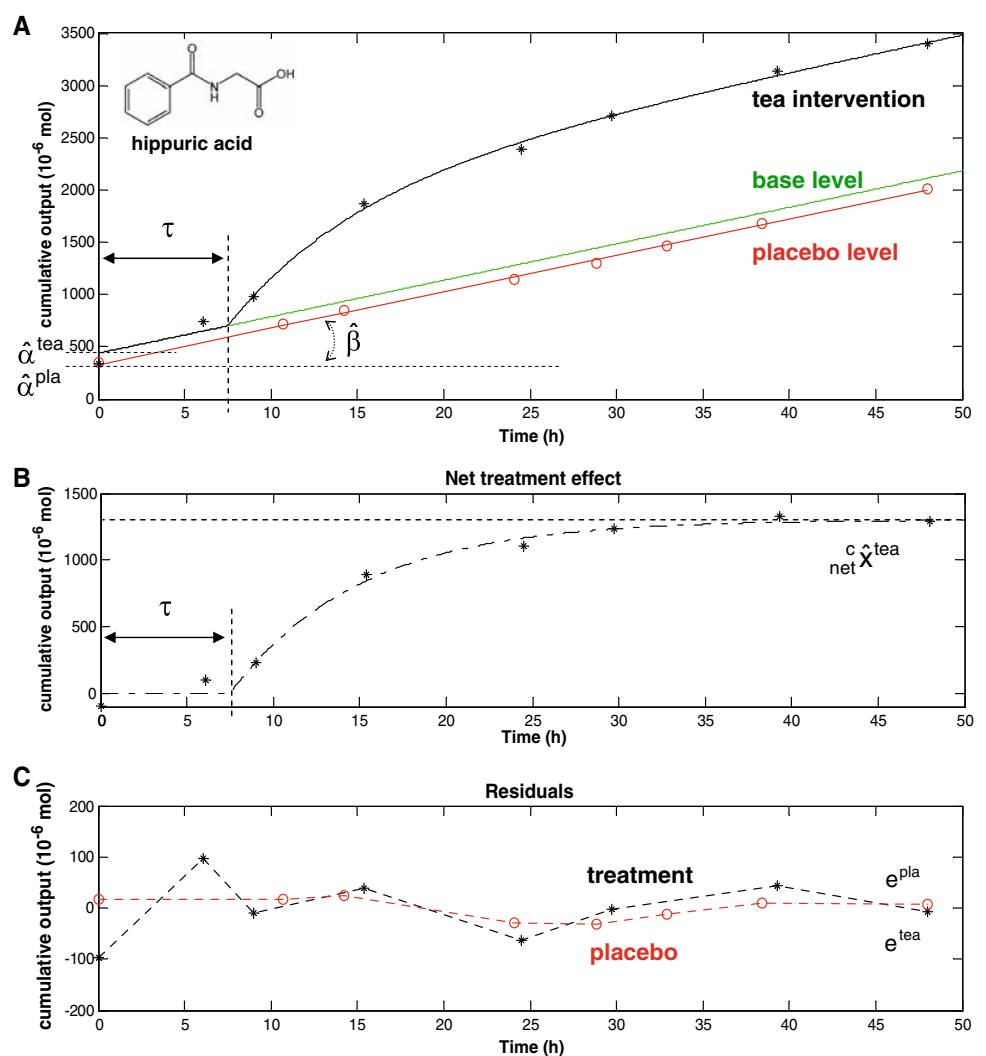 A
cumulative output (10⁻⁶ mol)
3500
3000
2500
2000
1500
1000
500
0
O
N
H
OH
O
hippuric acid
tea intervention
base level
placebo level
τ
β̂
α̂ᵗᵉᵃ
α̂ᵖˡᵃ
0 5 10 15 20 25 30 35 40 45 50
Time (h)
B
Net treatment effect
cumulative output (10⁻⁶ mol)
1500
1000
500
0
τ
c tea
net x̂
0 5 10 15 20 25 30 35 40 45 50
Time (h)
C
Residuals
cumulative output (10⁻⁶ mol)
200
100
0
-100
-200
treatment
placebo
eᵖˡᵃ
eᵗᵉᵃ
0 5 10 15 20 25 30 35 40 45 50
Time (h)